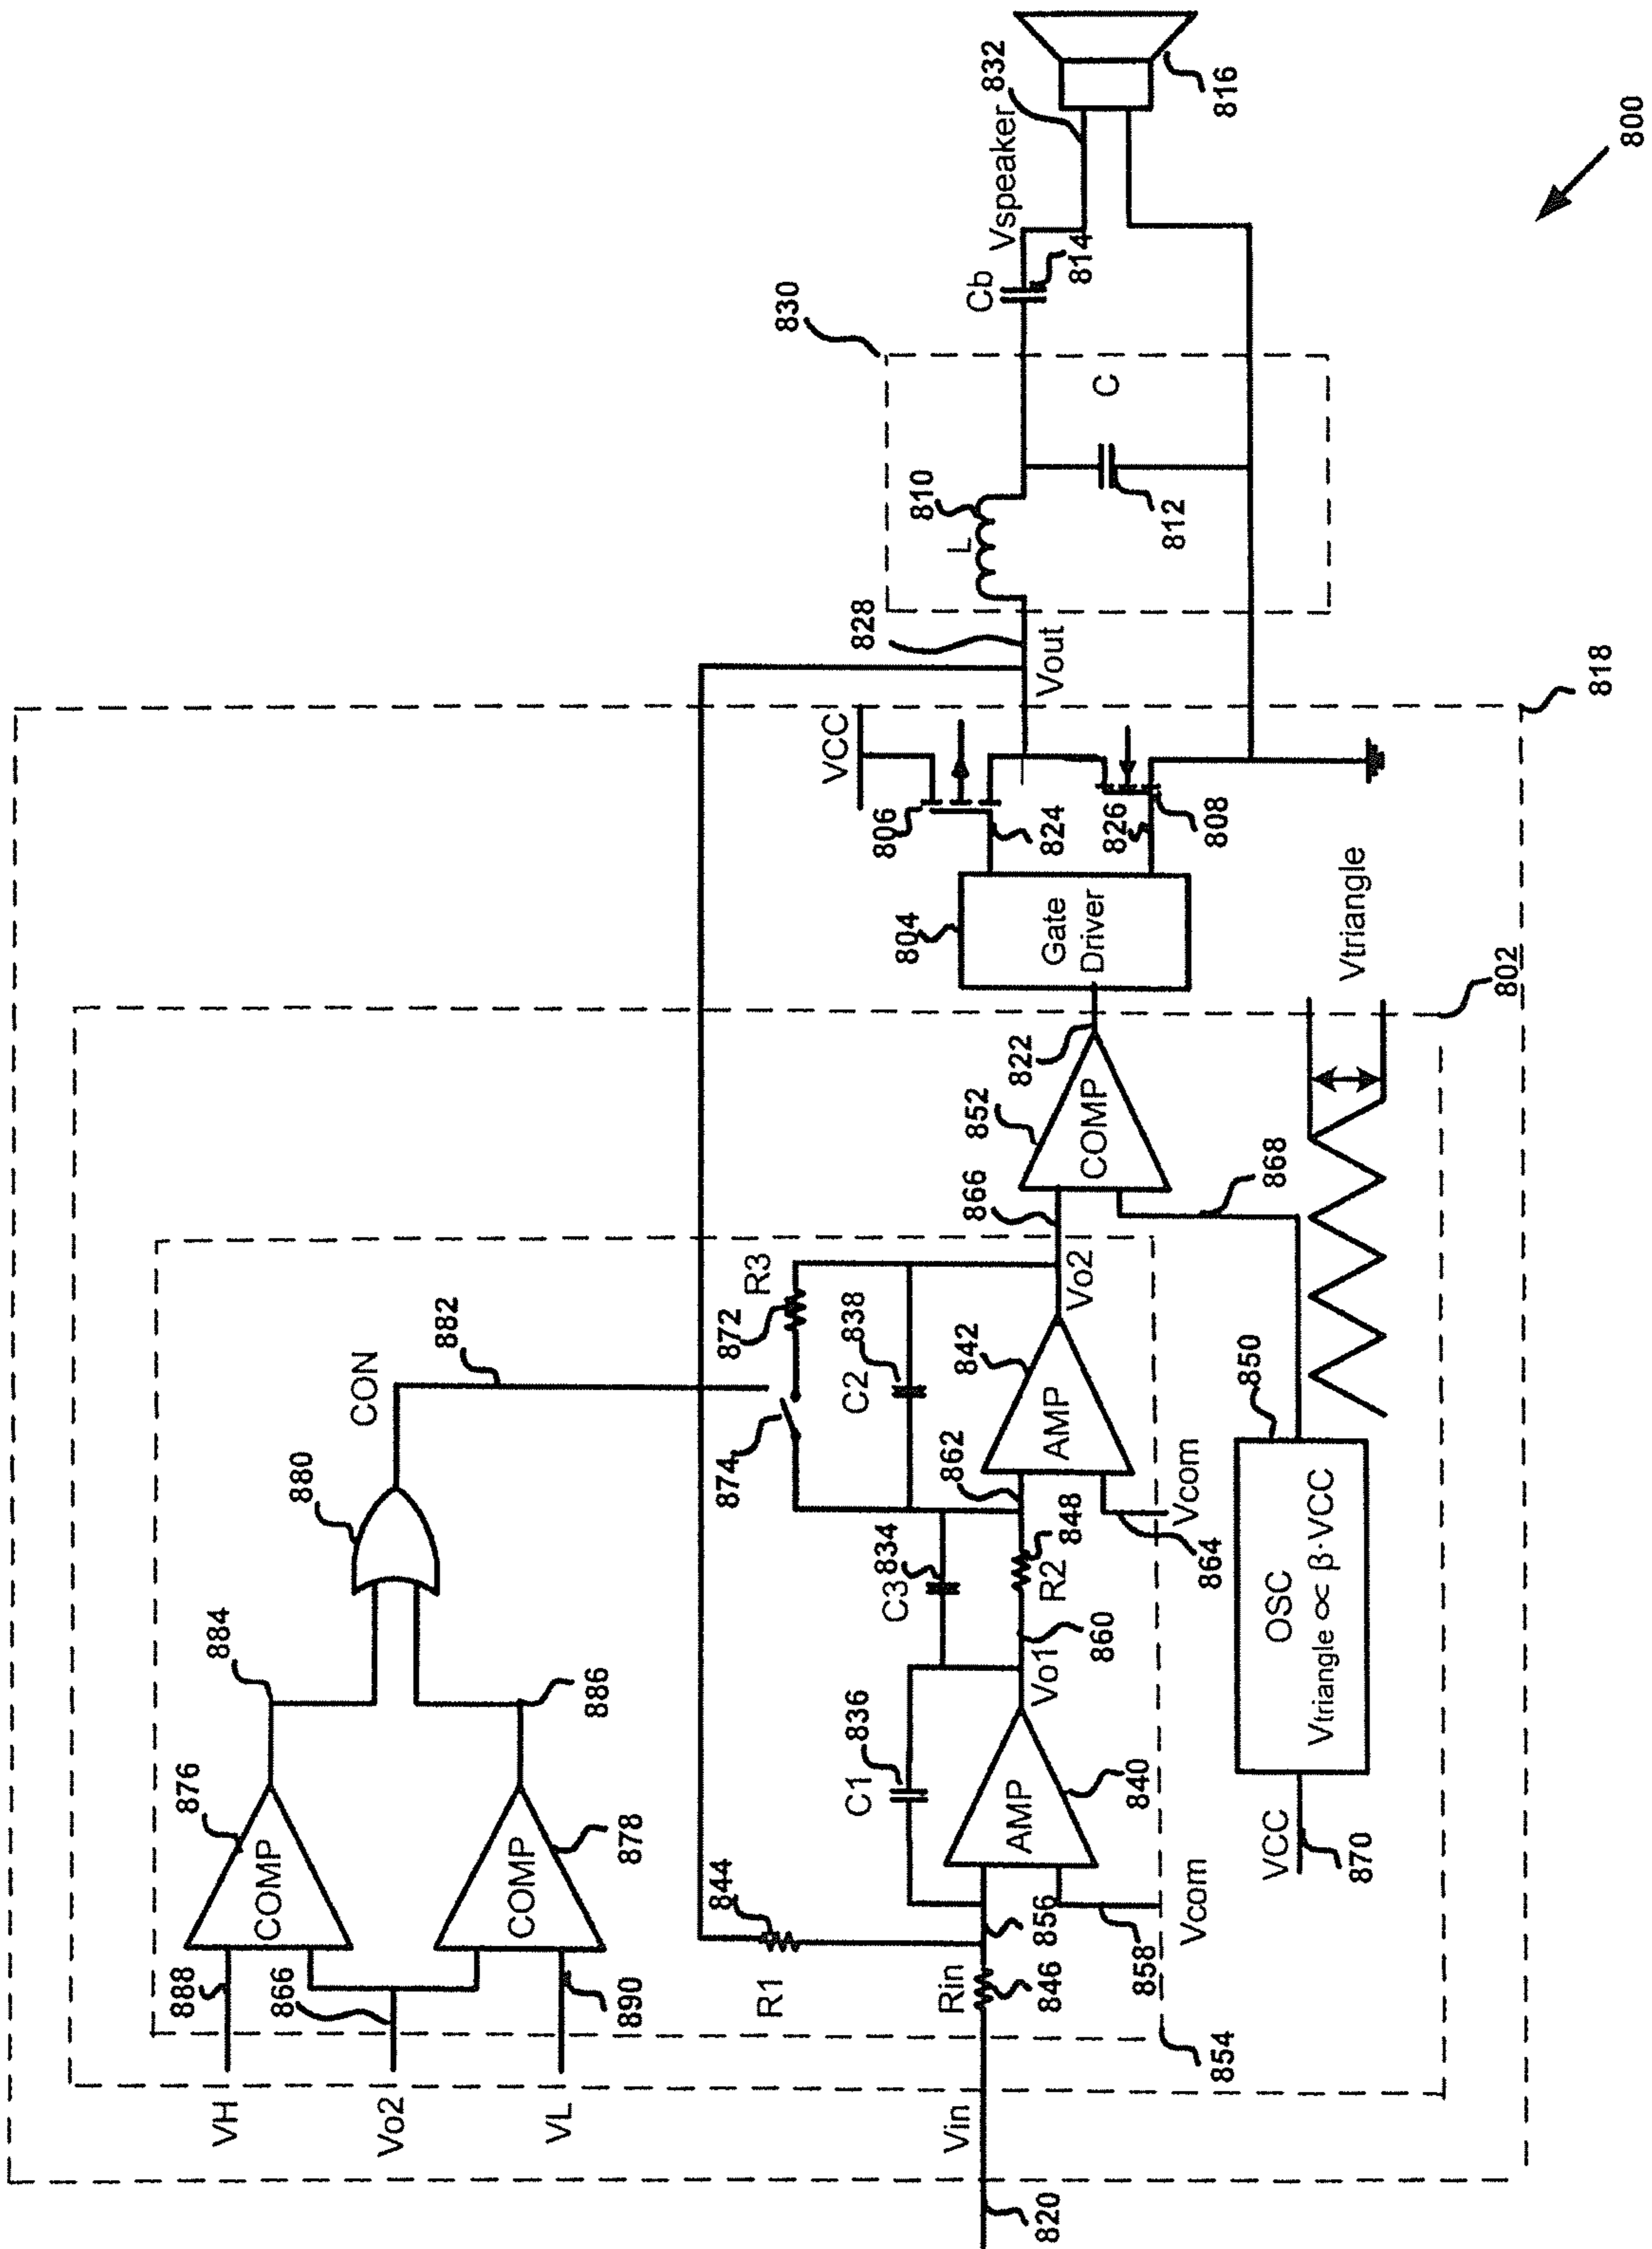 VH
888
Vo2
866
VL
890
876
COMP
COMP
878
884
886
880
CON
882
R1
844
Vin
820
Rin
846
856
858
Vcom
854
C1
836
AMP
840
Vo1
860
C3
834
R2
848
862
864
Vcom
874
872
R3
C2
838
842
AMP
Vo2
866
852
COMP
822
868
VCC
870
OSC
Vtriangle ∝ β·VCC
850
Vtriangle
802
804
Gate
Driver
806
VCC
824
826
808
818
828
Vout
830
810
L
812
C
Cb
814
Vspeaker
832
816
800